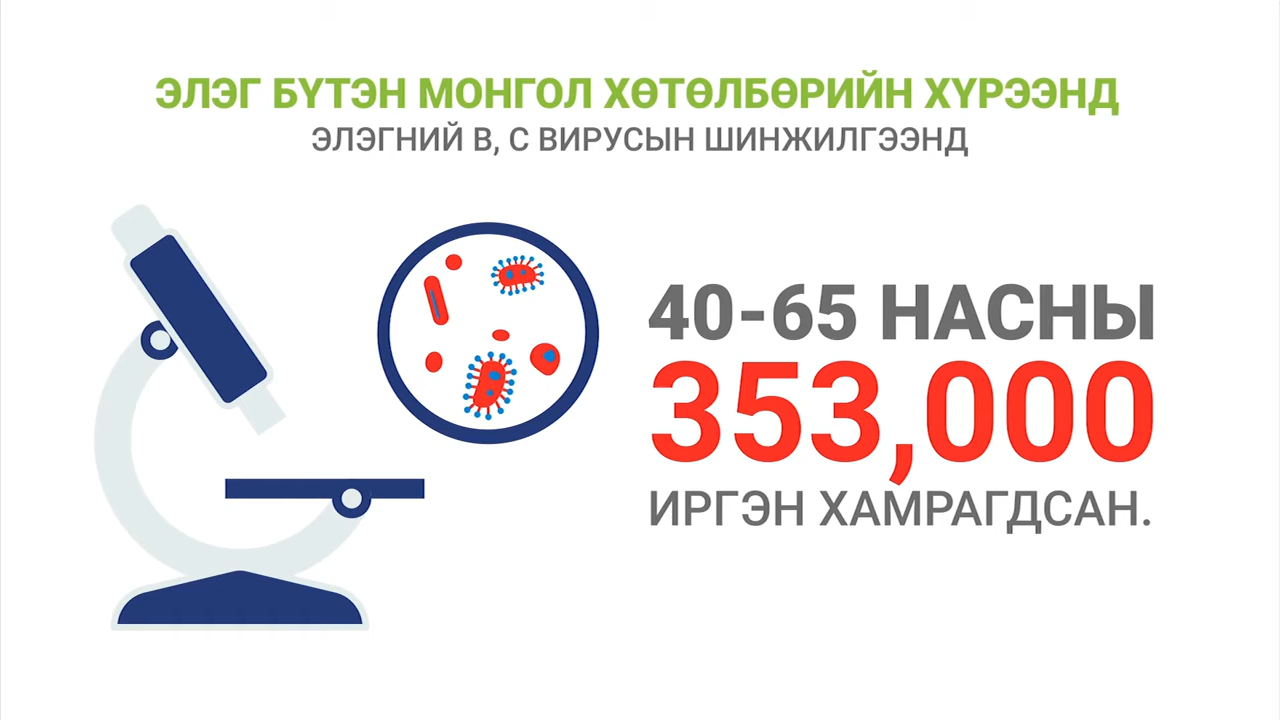 ЭЛЭГ БҮТЭН МОНГОЛ ХӨТӨЛБӨРИЙН ХҮРЭЭНД
ЭЛЭГНИЙ В, С ВИРУСЫН ШИНЖИЛГЭЭНД
40-65 НАСНЫ
353,000
ИРГЭН ХАМРАГДСАН.